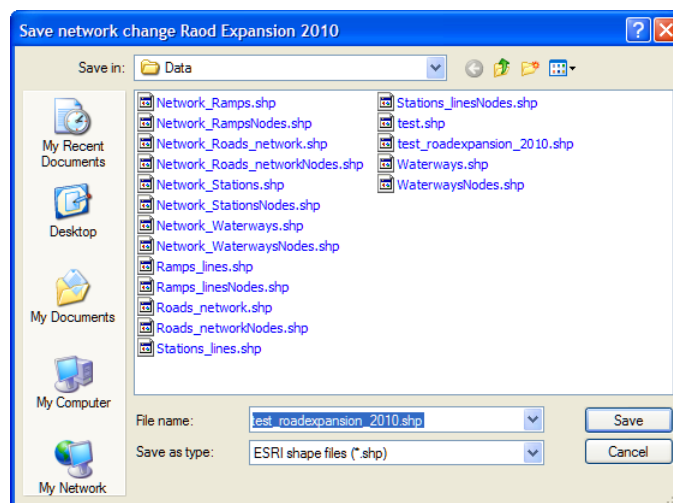 Save network change Raod Expansion 2010
Save in: Data
My Recent
Documents
Desktop
My Documents
My Computer
My Network
Network_Ramps.shp
Network_RampsNodes.shp
Network_Roads_network.shp
Network_Roads_networkNodes.shp
Network_Stations.shp
Network_StationsNodes.shp
Network_Waterways.shp
Network_WaterwaysNodes.shp
Ramps_lines.shp
Ramps_linesNodes.shp
Roads_network.shp
Roads_networkNodes.shp
Stations_lines.shp
Stations_linesNodes.shp
test.shp
test_roadexpansion_2010.shp
Waterways.shp
WaterwaysNodes.shp
File name: test_roadexpansion_2010.shp Save
Save as type: ESRI shape files (*.shp) Cancel